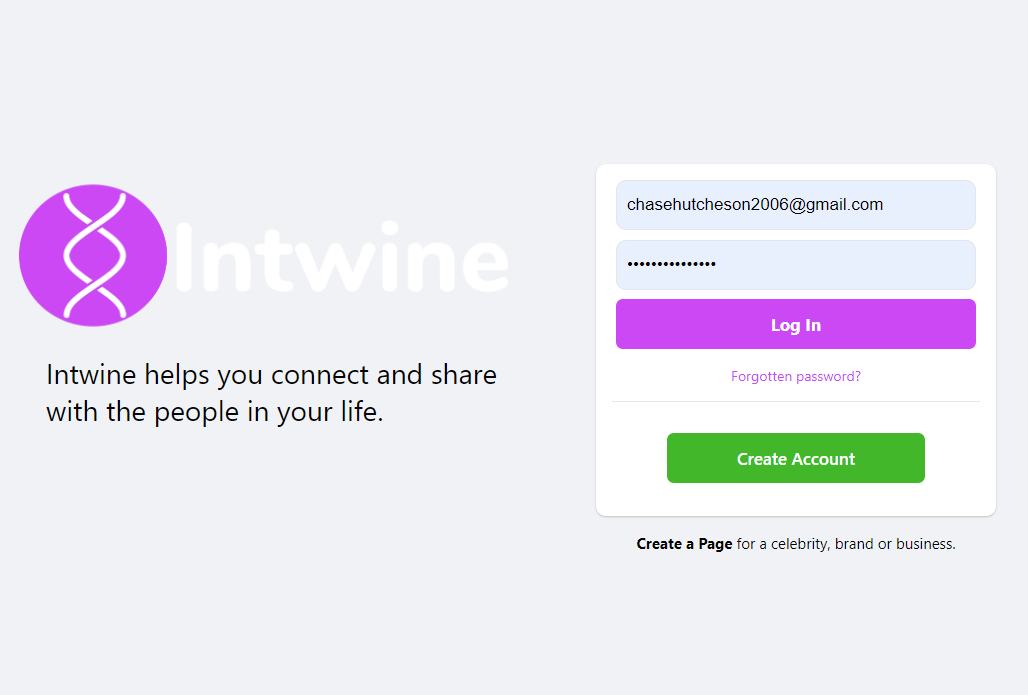 Intwine
Intwine helps you connect and share
with the people in your life.
chasehutcheson2006@gmail.com
•••••••••••••••
Log In
Forgotten password?
Create Account
Create a Page for a celebrity, brand or business.